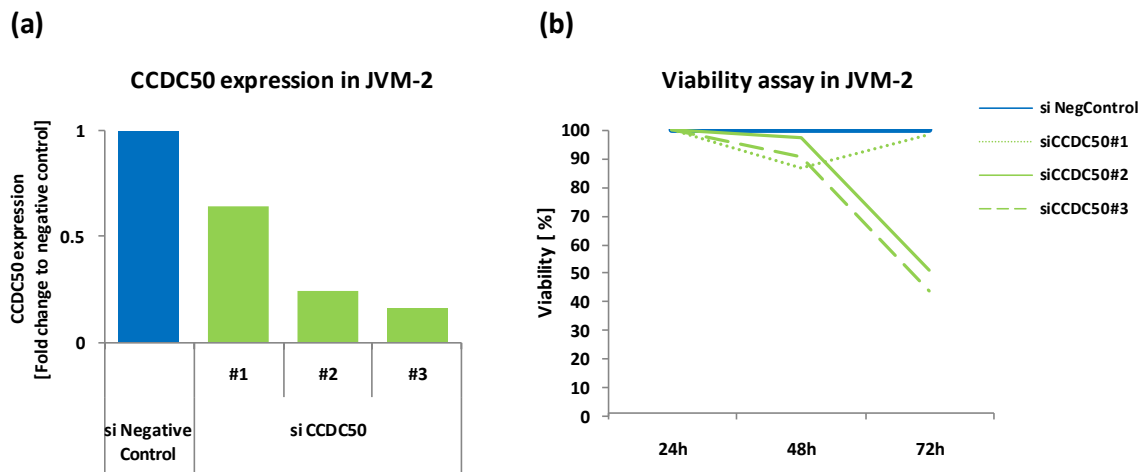 (a)
CCDC50 expression in JVM-2
CCDC50 expression
[Fold change to negative control]
1
0.5
0
#1
#2
#3
si Negative
Control
si CCDC50
(b)
Viability assay in JVM-2
Viability [ %]
100
90
80
70
60
50
40
30
20
10
0
24h
48h
72h
si NegControl
siCCDC50#1
siCCDC50#2
siCCDC50#3